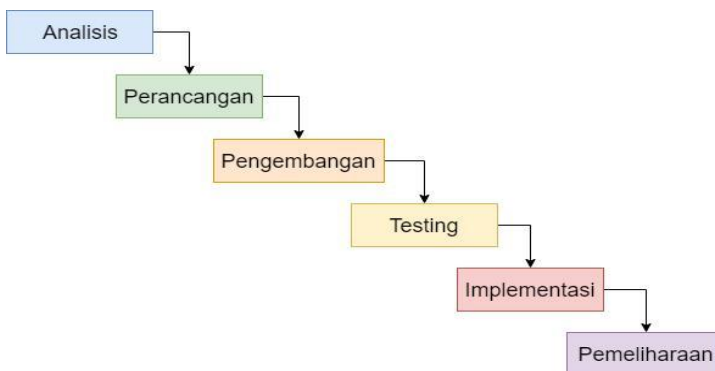 Analisis
Perancangan
Pengembangan
Testing
Implementasi
Pemeliharaan